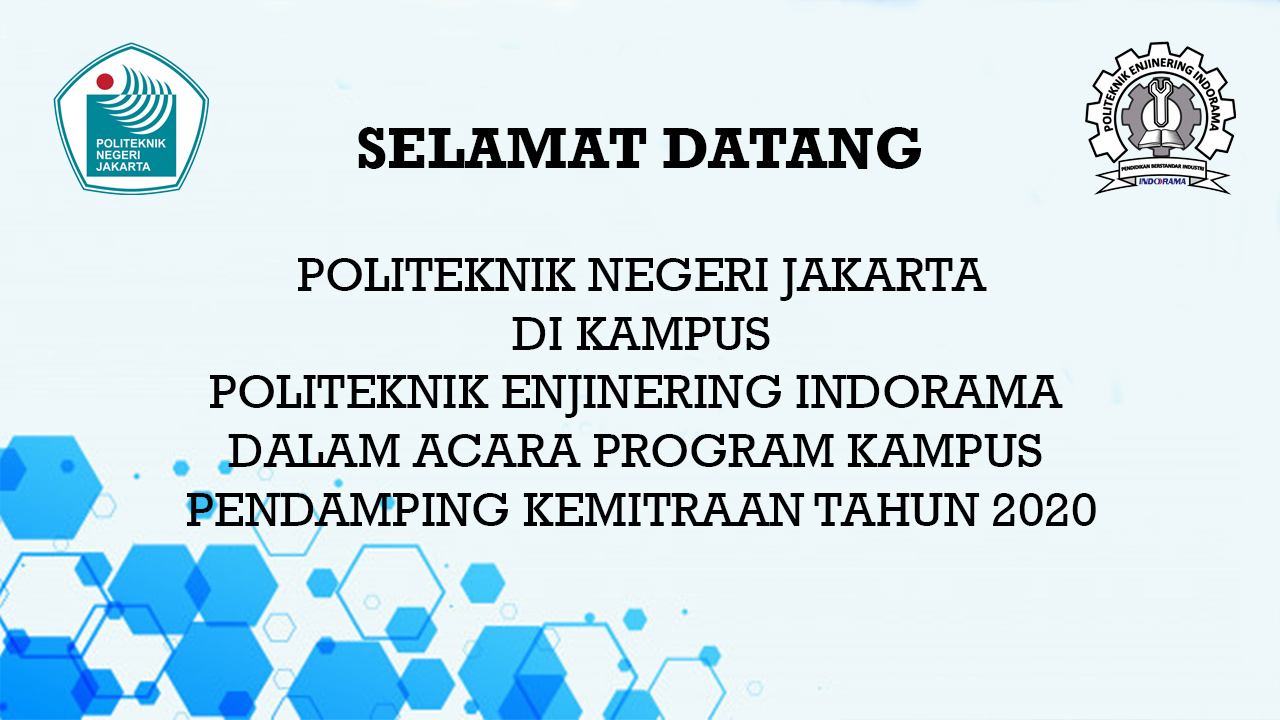 POLITEKNIK
NEGERI
JAKARTA
POLITEKNIK ENJINERING INDORAMA
PENDIDIKAN BERSTANDAR INDUSTRI
INDORAMA
SELAMAT DATANG
POLITEKNIK NEGERI JAKARTA
DI KAMPUS
POLITEKNIK ENJINERING INDORAMA
DALAM ACARA PROGRAM KAMPUS
PENDAMPING KEMITRAAN TAHUN 2020